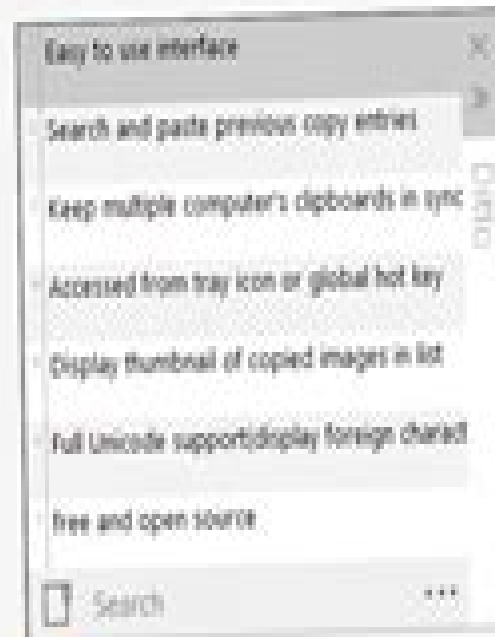 Easy to use interface
Search and paste previous copy entries
Keep multiple computer's clipboards in sync
Accessed from tray icon or global hot key
Display thumbnail of copied images in list
Full Unicode support(display foreign charact
free and open source
Search